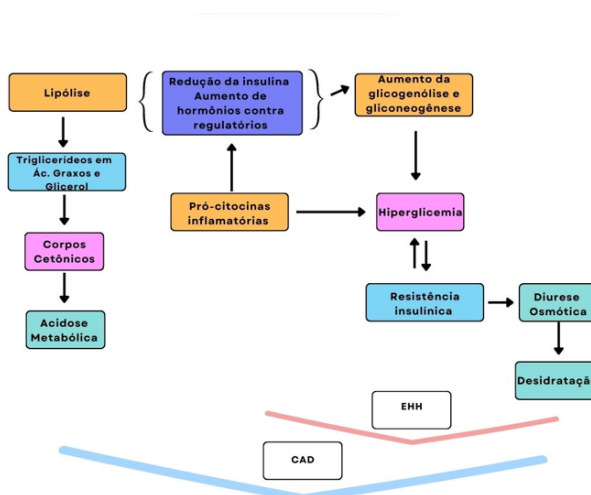 Lipólise
Redução da insulina
Aumento de
hormônios contra
regulatórios
Aumento da
glicogenólise e
gliconeogênese
Triglicerídeos em
Ác. Graxos e
Glicerol
Pró-citocinas
inflamatórias
Hiperglicemia
Corpos
Cetônicos
Resistência
insulínica
Diurese
Osmótica
Acidose
Metabólica
Desidratação
EHH
CAD